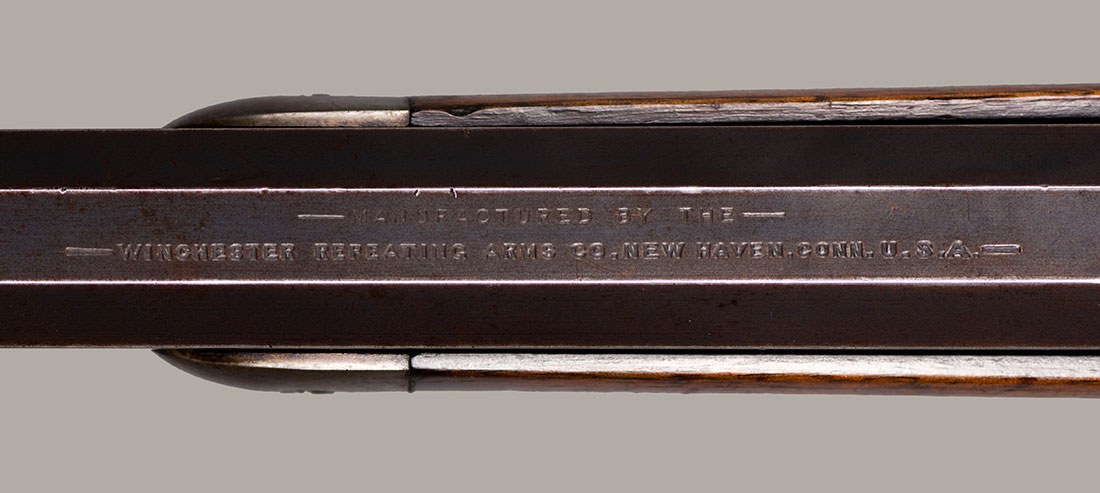 —MANUFACTURED BY THE—
—WINCHESTER REPEATING ARMS CO. NEW HAVEN. CONN. U.S.A.—